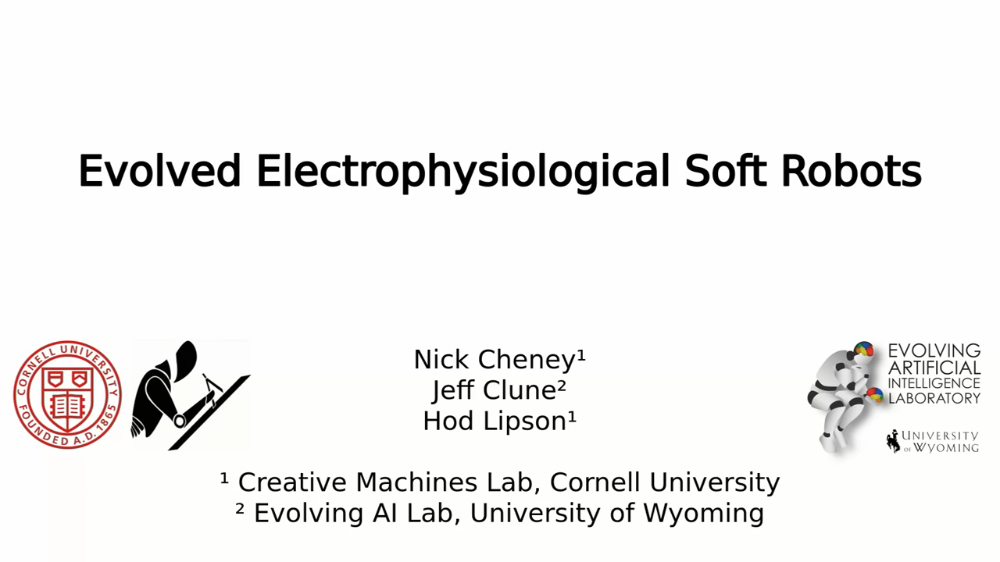 Evolved Electrophysiological Soft Robots
CORNELL UNIVERSITY
FOUNDED A.D. 1865
Nick Cheney¹
Jeff Clune²
Hod Lipson¹
EVOLVING
ARTIFICIAL
INTELLIGENCE
LABORATORY
UNIVERSITY
OF WYOMING
¹ Creative Machines Lab, Cornell University
² Evolving AI Lab, University of Wyoming